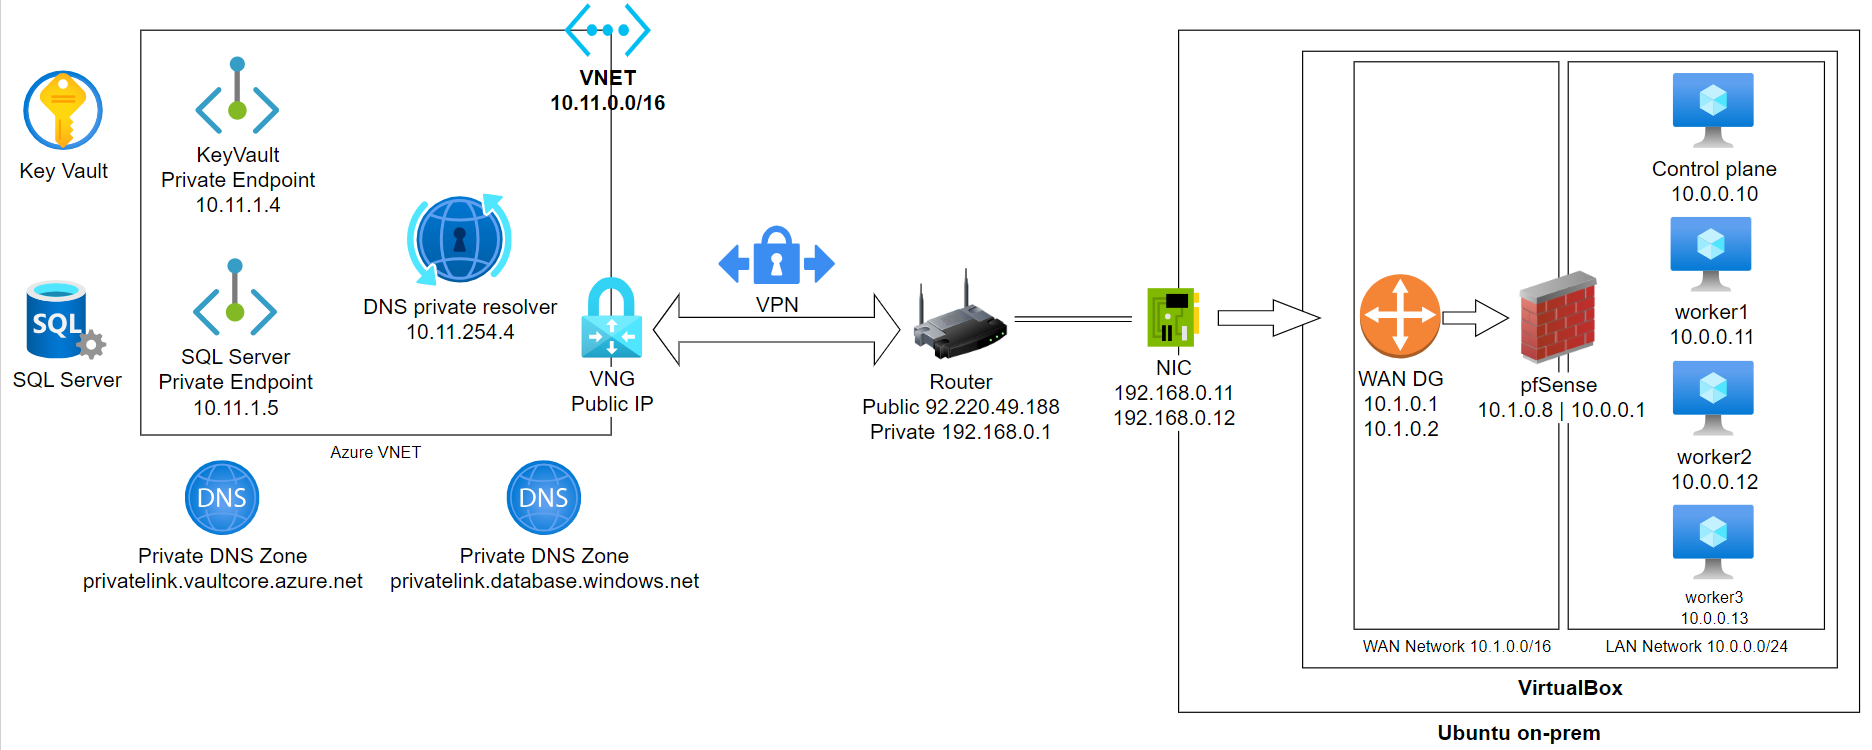 Key Vault
SQL
SQL Server
KeyVault
Private Endpoint
10.11.1.4
SQL Server
Private Endpoint
10.11.1.5
VNET
10.11.0.0/16
DNS private resolver
10.11.254.4
VNG
Public IP
Azure VNET
DNS
Private DNS Zone
privatelink.vaultcore.azure.net
DNS
Private DNS Zone
privatelink.database.windows.net
VPN
Router
Public 92.220.49.188
Private 192.168.0.1
NIC
192.168.0.11
192.168.0.12
WAN DG
10.1.0.1
10.1.0.2
pfSense
10.1.0.8 | 10.0.0.1
Control plane
10.0.0.10
worker1
10.0.0.11
worker2
10.0.0.12
worker3
10.0.0.13
WAN Network 10.1.0.0/16
LAN Network 10.0.0.0/24
VirtualBox
Ubuntu on-prem